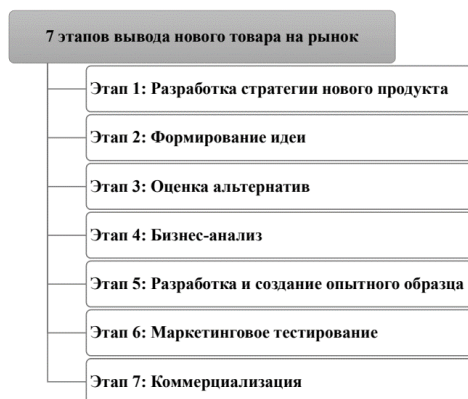 7 этапов вывода нового товара на рынок
Этап 1: Разработка стратегии нового продукта
Этап 2: Формирование идеи
Этап 3: Оценка альтернатив
Этап 4: Бизнес-анализ
Этап 5: Разработка и создание опытного образца
Этап 6: Маркетинговое тестирование
Этап 7: Коммерциализация